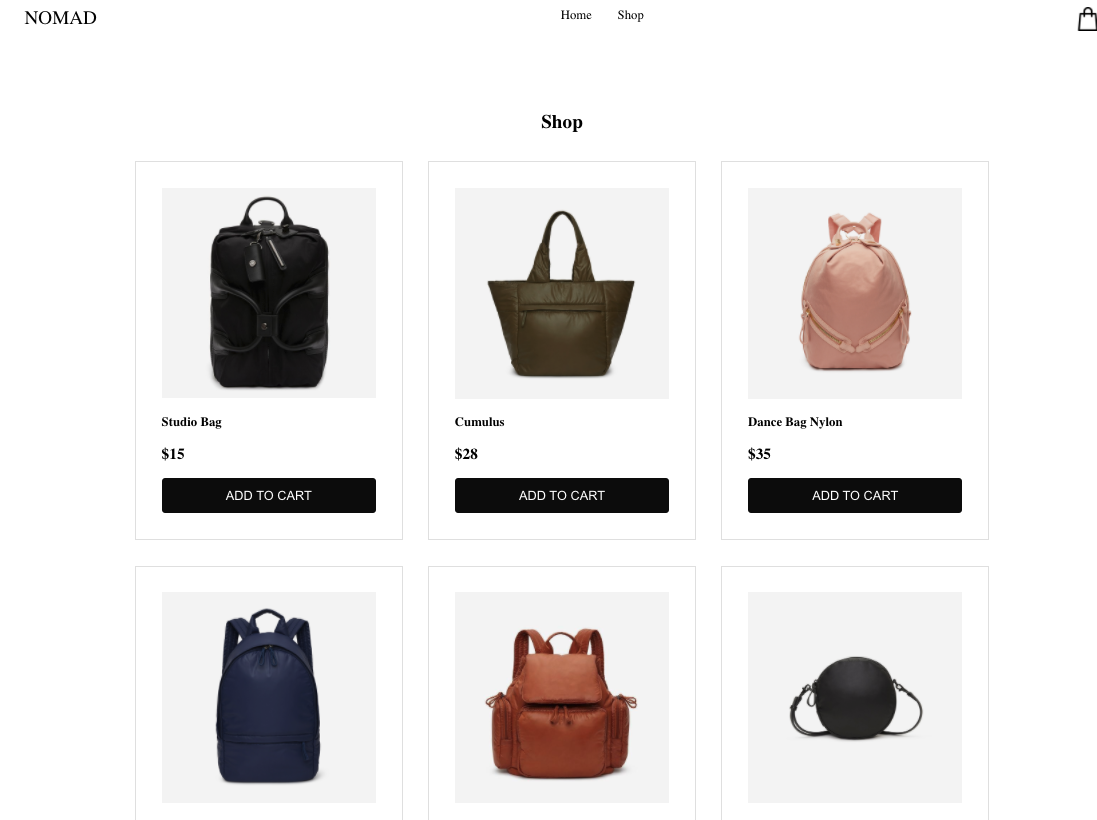 NOMAD
Home Shop
Shop
Studio Bag
$15
ADD TO CART
Cumulus
$28
ADD TO CART
Dance Bag Nylon
$35
ADD TO CART